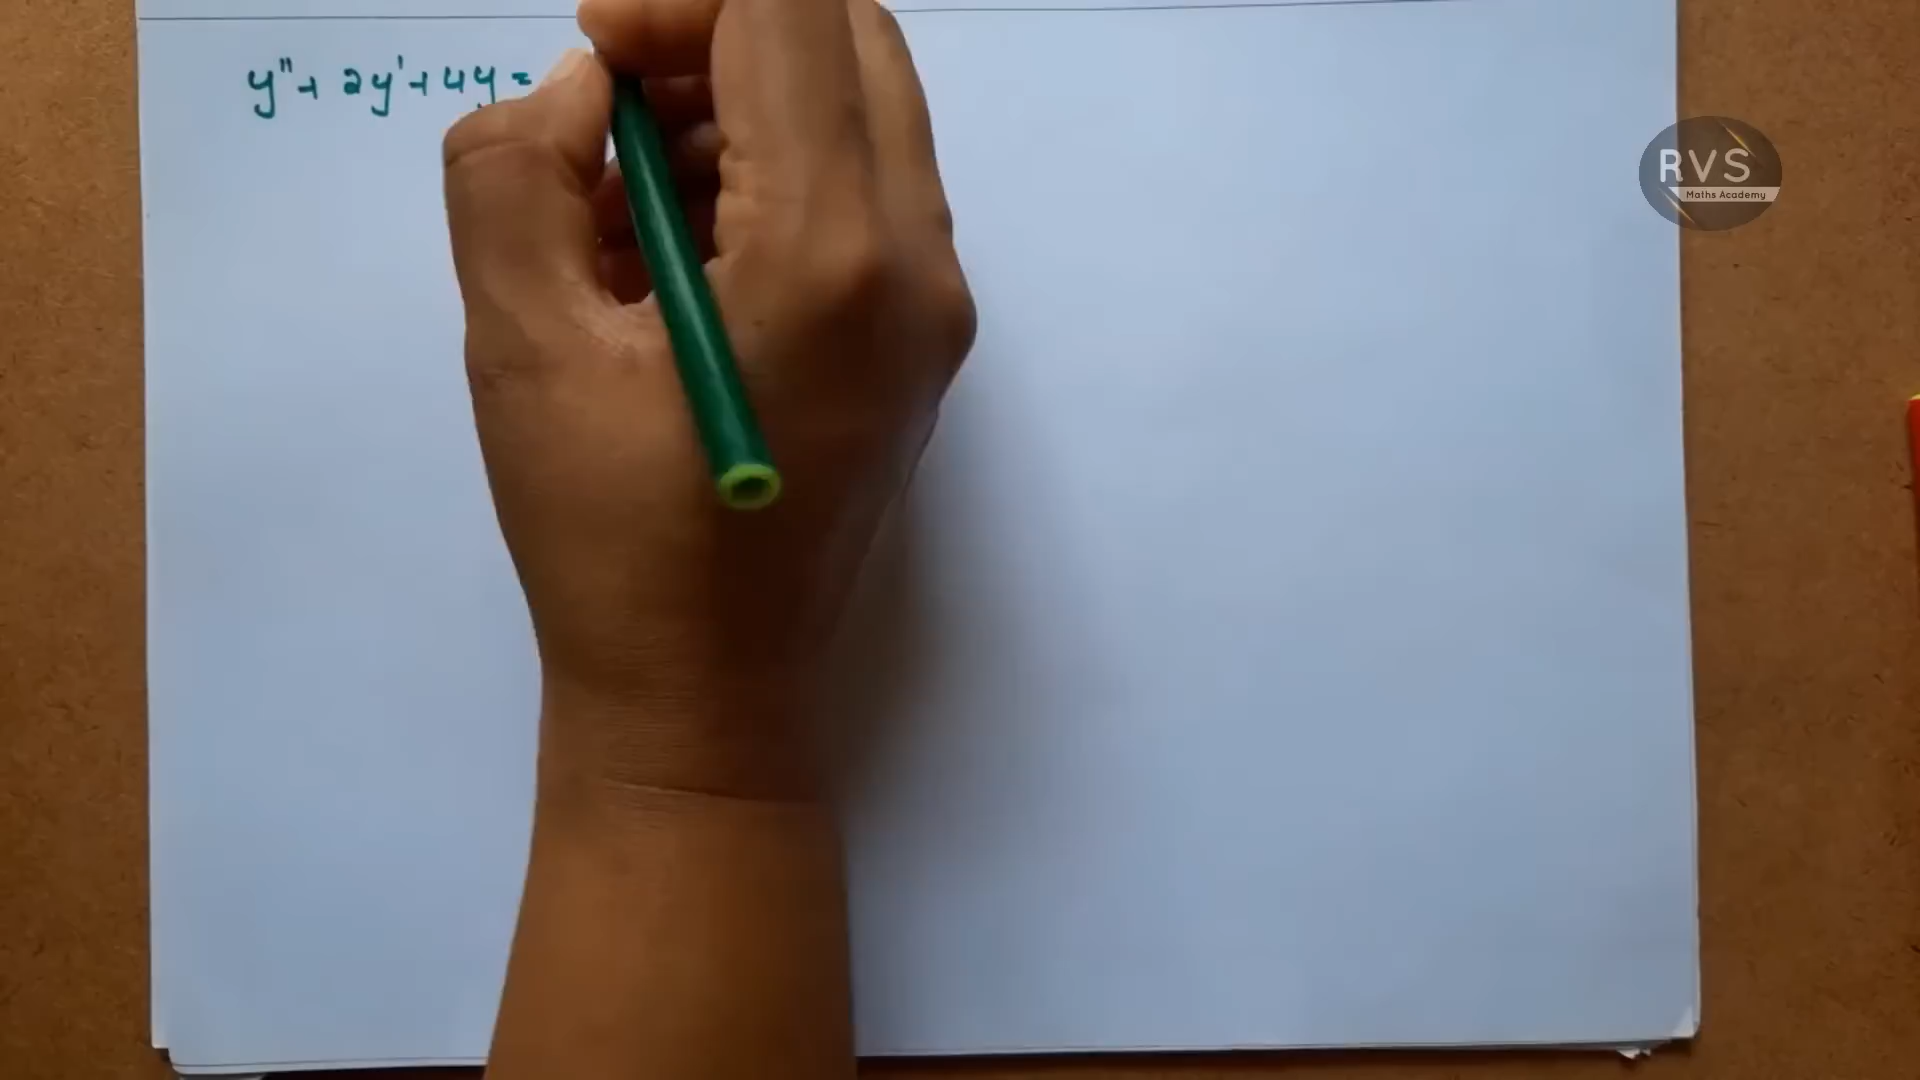 y" + 2y' + 4y =
RVS
Maths Academy